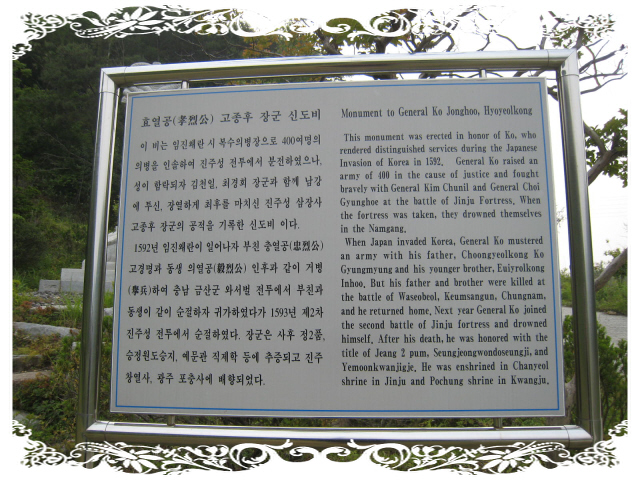 효열공(孝烈公) 고종후 장군 신도비
이 비는 임진왜란 시 복수의병장으로 400여명의
의병을 인솔하여 진주성 전투에서 분전하였으나,
성이 함락되자 김천일, 최경회 장군과 함께 남강
에 투신, 장열하게 최후를 마치신 진주성 삼장사
고종후 장군의 공적을 기록한 신도비 이다.
1592년 임진왜란이 일어나자 부친 충열공(忠烈公)
고경명과 동생 의열공(毅烈公) 인후과 같이 거병
(擧兵)하여 충남 금산군 와서벌 전투에서 부친과
동생이 같이 순절하자 귀가하였다가 1593년 제2차
진주성 전투에서 순절하였다. 장군은 사후 정2품,
승정원도승지, 예문관 직제학 등에 추증되고 진주
창열사, 광주 포충사에 배향되었다.
Monument to General Ko Jonghoo, Hyoyeolkong
This monument was erected in honor of Ko, who
rendered distinguished services during the Japanese
Invasion of Korea in 1592. General Ko raised an
army of 400 in the cause of justice and fought
bravely with General Kim Chunil and General Choi
Gyunghoe at the battle of Jinju Fortress. When
the fortress was taken, they drowned themselves
in the Namgang.
When Japan invaded Korea, General Ko mustered
an army with his father, Choongyeolkong Ko
Gyungmyung and his younger brother, Euiyrolkong
Inhoo, But his father and brother were killed at
the battle of Waseobeol, Keumsangun, Chungnam,
and he returned home. Next year General Ko joined
the second battle of Jinju fortress and drowned
himself. After his death, he was honored with the
title of Jeang 2 pum, Seungjeongwondoseungji, and
Yemoonkwanjigje. He was enshrined in Chanyeol
shrine in Jinju and Pochung shrine in Kwangju.